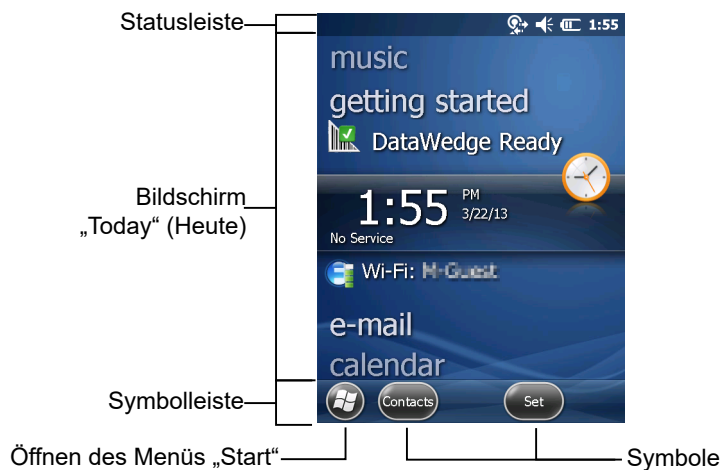 Statusleiste
1:55
music
getting started
DataWedge Ready
Bildschirm
„Today“ (Heute)
1:55 PM
3/22/13
No Service
Wi-Fi:
e-mail
calendar
Symbolleiste
Contacts
Set
Öffnen des Menüs „Start“
Symbole